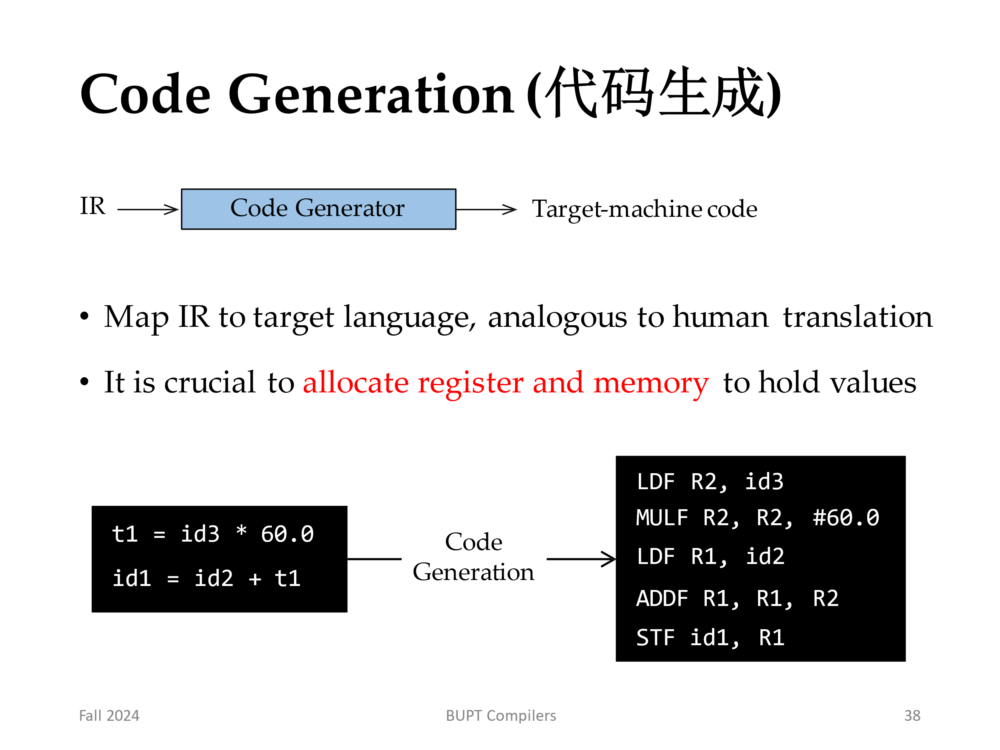 Code Generation (代码生成)
IR
Code Generator
Target-machine code
• Map IR to target language, analogous to human translation
• It is crucial to allocate register and memory to hold values
t1 = id3 * 60.0
id1 = id2 + t1
Code
Generation
LDF R2, id3
MULF R2, R2, #60.0
LDF R1, id2
ADDF R1, R1, R2
STF id1, R1
Fall 2024
BUPT Compilers
38